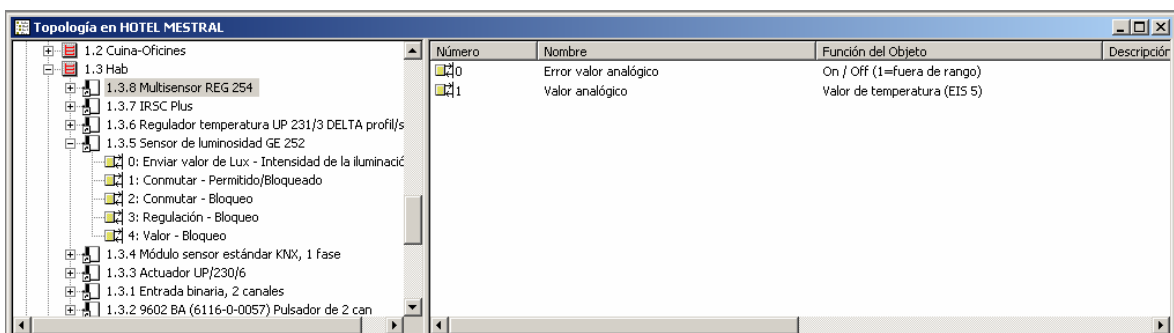 Topología en HOTEL MESTRAL
1.2 Cuina-Oficines
1.3 Hab
1.3.8 Multisensor REG 254
1.3.7 IRSC Plus
1.3.6 Regulador temperatura UP 231/3 DELTA profil/s
1.3.5 Sensor de luminosidad GE 252
0: Enviar valor de Lux - Intensidad de la iluminació
1: Conmutar - Permitido/Bloqueado
2: Conmutar - Bloqueo
3: Regulación - Bloqueo
4: Valor - Bloqueo
1.3.4 Módulo sensor estándar KNX, 1 fase
1.3.3 Actuador UP/230/6
1.3.1 Entrada binaria, 2 canales
1.3.2 9602 BA (6116-0-0057) Pulsador de 2 can
Número Nombre Función del Objeto Descripción
0 Error valor analógico On / Off (1=fuera de rango)
1 Valor analógico Valor de temperatura (EIS 5)